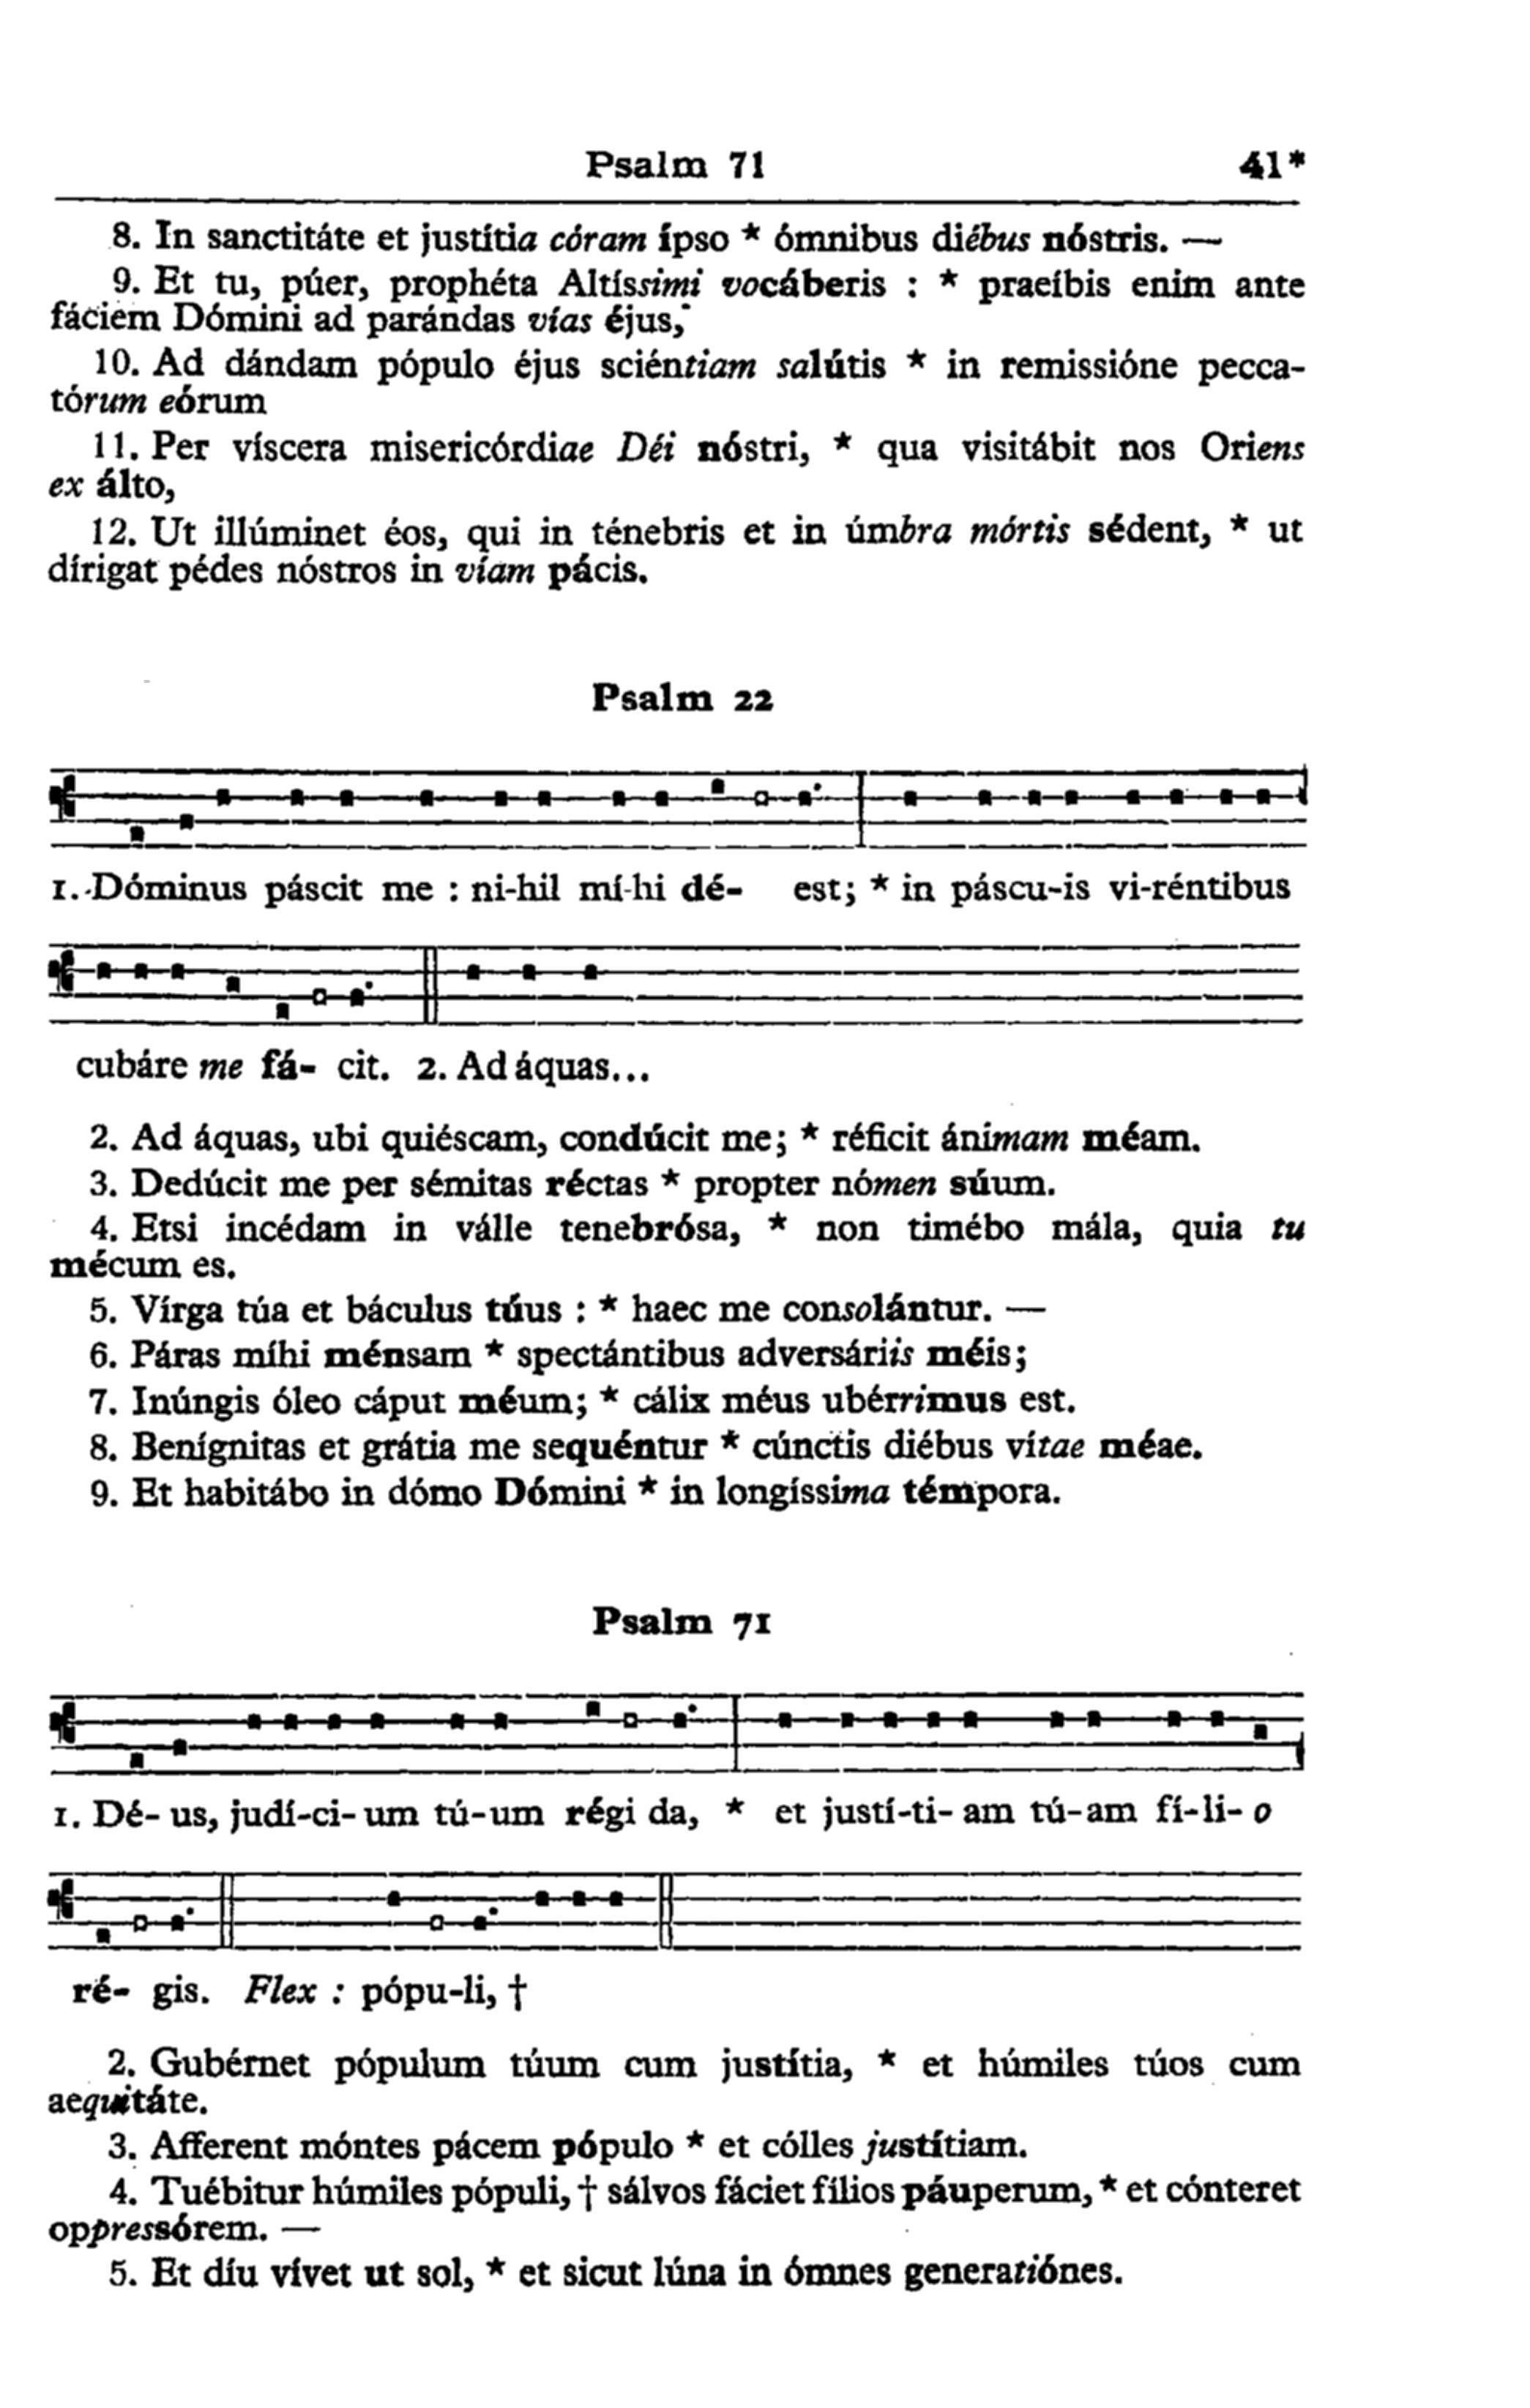 Psalm 71 41*
8. In sanctitáte et justítia córam ípso * ómnibus diébus nóstris. —
9. Et tu, púer, prophéta Altíssimi vocáberis : * praeíbis enim ante
fáciem Dómini ad parándas vías éjus,
10. Ad dándam pópulo éjus sciéntiam salútis * in remissióne pecca-
tórum eórum
11. Per víscera misericórdiae Déi nóstri, * qua visitábit nos Oriens
ex álto,
12. Ut illúminet éos, qui in ténebris et in úmbra mórtis sédent, * ut
dírigat pédes nóstros in víam pácis.
Psalm 22
1. Dóminus páscit me : ni-hil mí-hi dé- est; * in páscu-is vi-réntibus
cubáre me fá- cit. 2. Ad áquas...
2. Ad áquas, ubi quiéscam, condúcit me; * réficit ánimam méam.
3. Dedúcit me per sémitas réctas * propter nómen súum.
4. Etsi incédam in válle tenebrósa, * non timébo mála, quia tu
mécum es.
5. Vírga túa et báculus túus : * haec me consolántur. —
6. Páras míhi ménsam * spectántibus adversáriis méis;
7. Inúngis óleo cáput méum; * cálix méus ubérrimus est.
8. Benígnitas et grátia me sequéntur * cúnctis diébus vítae méae.
9. Et habitábo in dómo Dómini * in longíssima témpora.
Psalm 71
1. Dé- us, judí-ci- um tú-um régi da, * et justí-ti- am tú-am fí-li- o
ré- gis. Flex : pópu-li, †
2. Gubérnet pópulum túum cum justítia, * et húmiles túos cum
aequitáte.
3. Afferent móntes pácem pópulo * et cólles justítiam.
4. Tuébitur húmiles pópuli, † sálvos fáciet fílios páuperum, * et cónteret
oppressórem. —
5. Et díu vívet ut sol, * et sicut lúna in ómnes generatiónes.